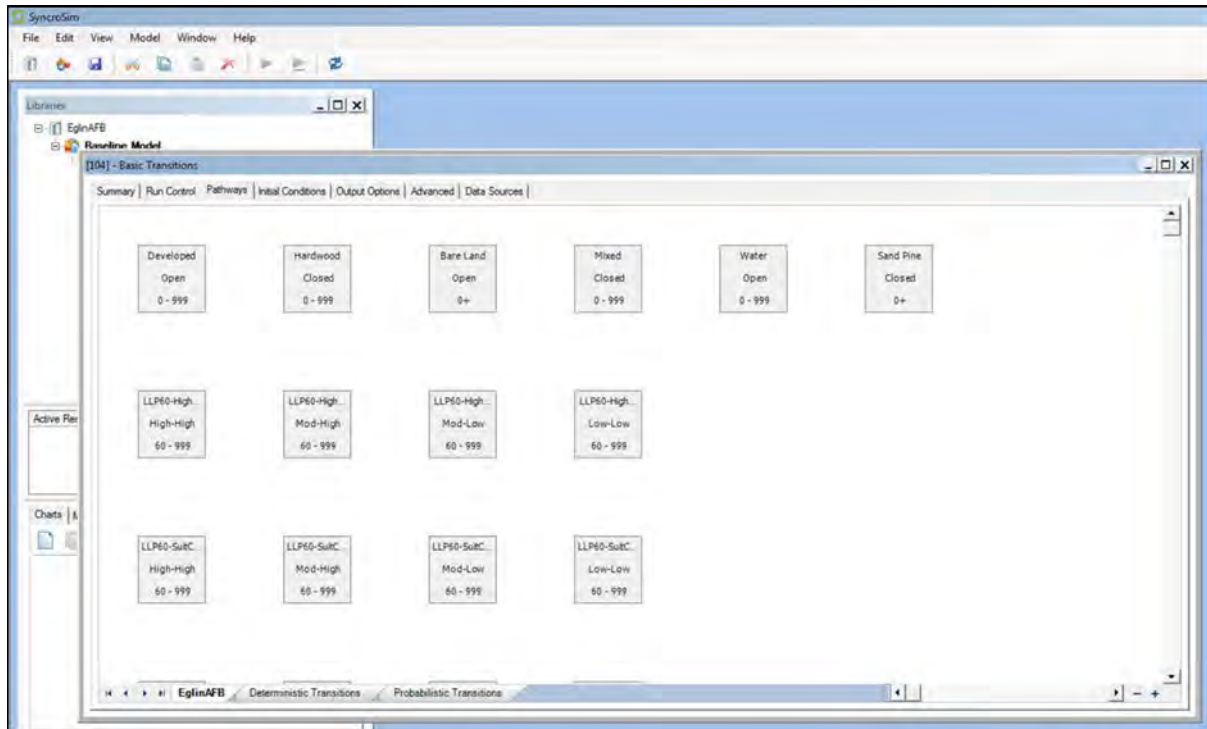 SyncroSim
File Edit View Model Window Help
Libraries
EglinAFB
Baseline Model
[104] - Basic Transitions
Summary | Run Control Pathways | Initial Conditions | Output Options | Advanced | Data Sources |
Developed Hardwood Bare Land Mixed Water Sand Pine
Open Closed Open Closed Open Closed
0 - 999 0 - 999 0+ 0 - 999 0 - 999 0+
LLP60-High... LLP60-High... LLP60-High... LLP60-High...
High-High Mod-High Mod-Low Low-Low
60 - 999 60 - 999 60 - 999 60 - 999
Active Re
Charts
LLP60-SuitC... LLP60-SuitC... LLP60-SuitC... LLP60-SuitC...
High-High Mod-High Mod-Low Low-Low
60 - 999 60 - 999 60 - 999 60 - 999
EglinAFB Deterministic Transitions Probabilistic Transitions